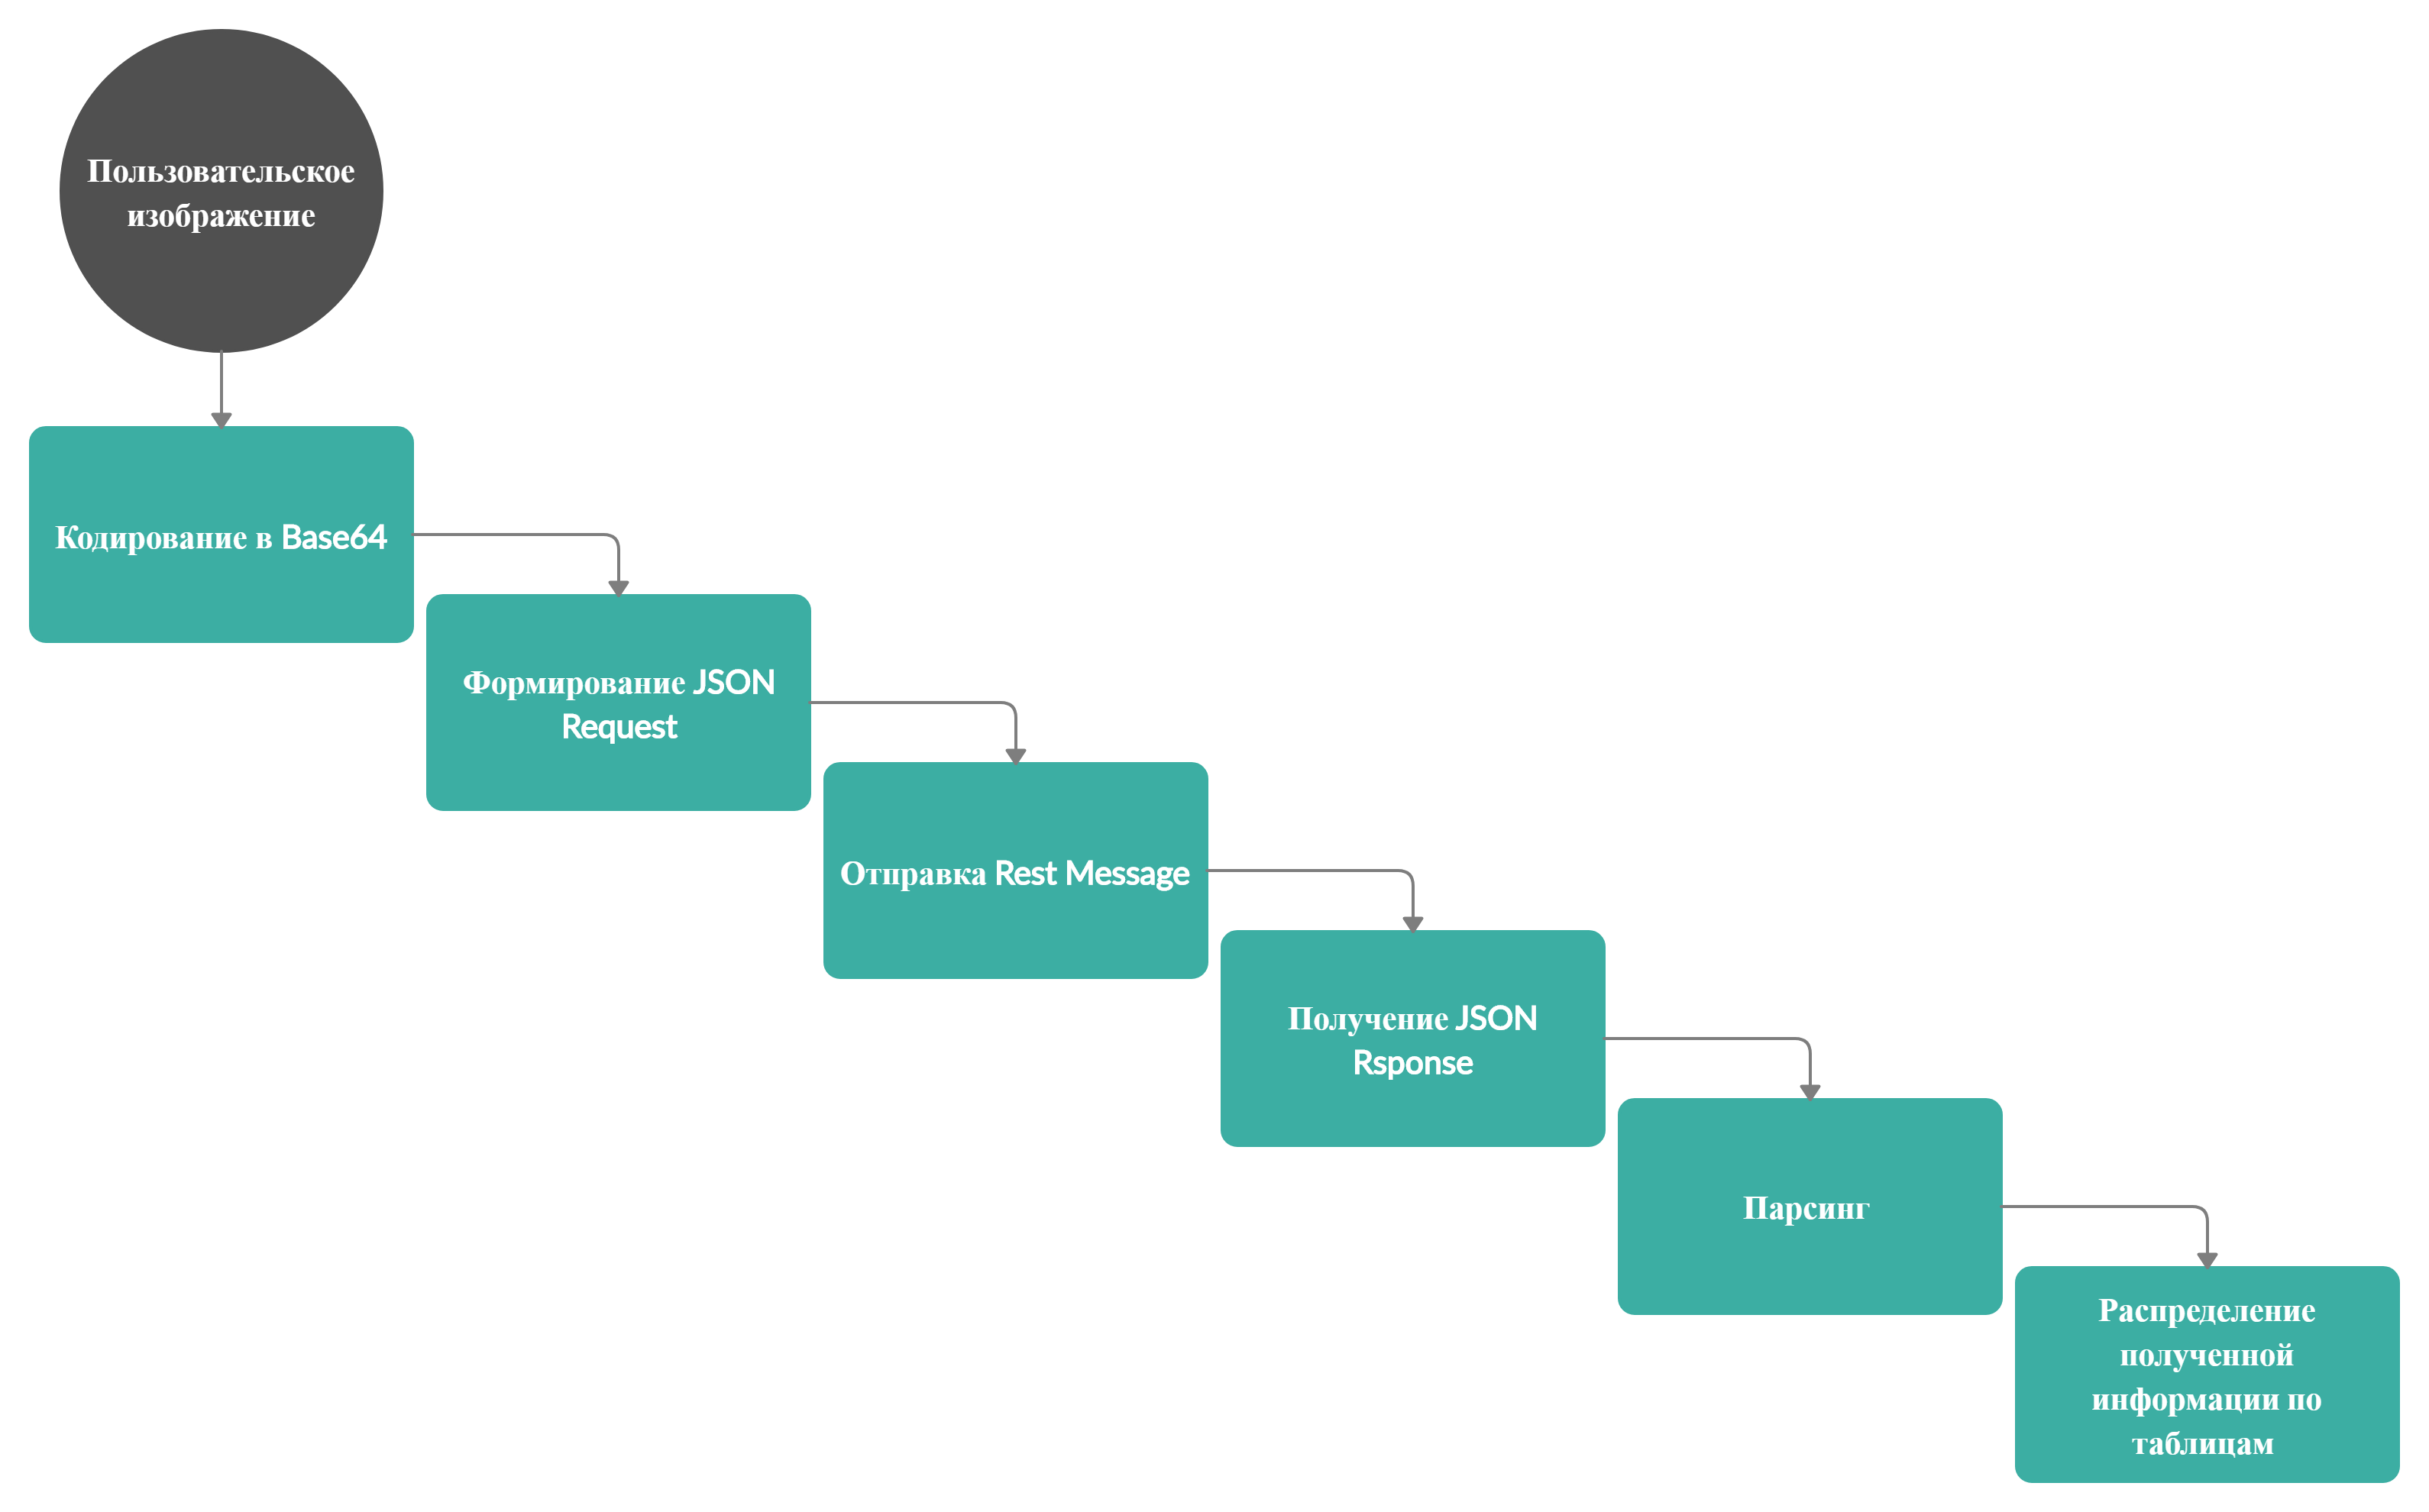 Пользовательское
изображение
Кодирование в Base64
Формирование JSON
Request
Отправка Rest Message
Получение JSON
Rsponse
Парсинг
Распределение
полученной
информации по
таблицам